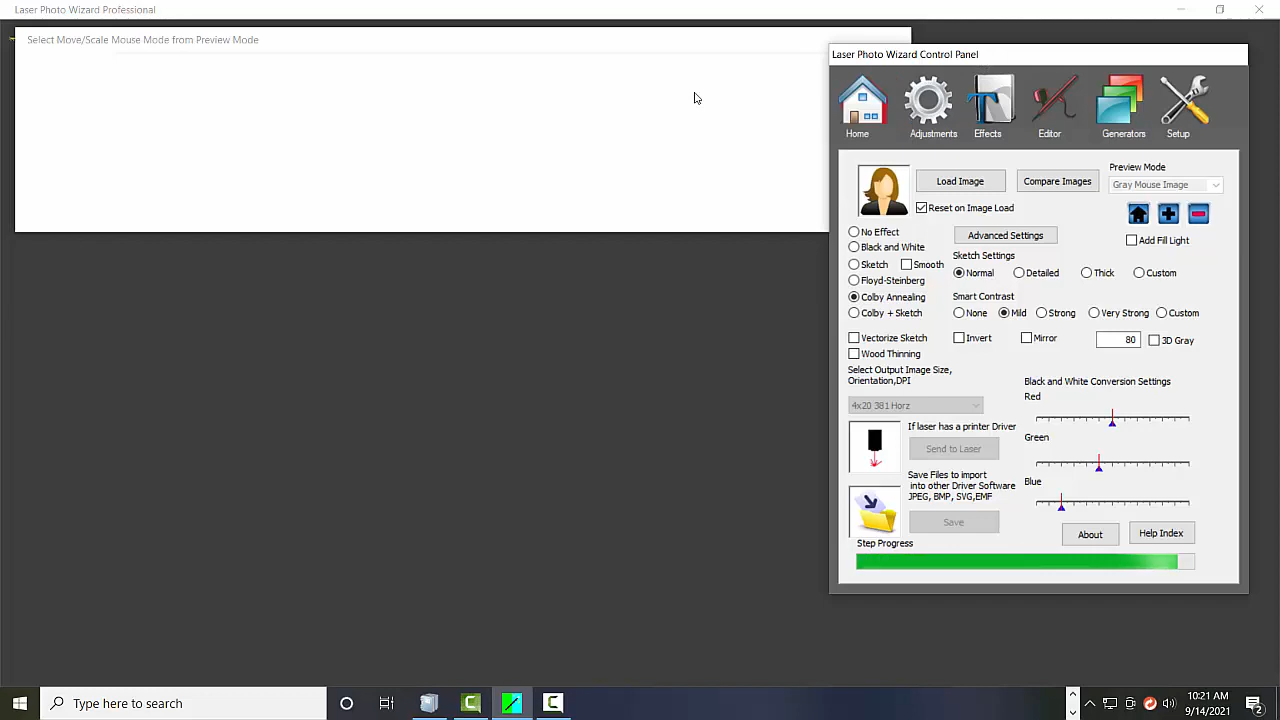 Laser Photo Wizard Professional
Select Move/Scale Mouse Mode from Preview Mode
Laser Photo Wizard Control Panel
Home Adjustments Effects Editor Generators Setup
Load Image Compare Images
Preview Mode
Gray Mouse Image
Reset on Image Load
Add Fill Light
No Effect
Black and White
Sketch Smooth
Floyd-Steinberg
Colby Annealing
Colby + Sketch
Advanced Settings
Sketch Settings
Normal Detailed Thick Custom
Smart Contrast
None Mild Strong Very Strong Custom
Vectorize Sketch Invert Mirror 80 3D Gray
Wood Thinning
Select Output Image Size,
Orientation,DPI
4x20 381 Horz
If laser has a printer Driver
Send to Laser
Save Files to import
into other Driver Software
JPEG, BMP, SVG,EMF
Save
Black and White Conversion Settings
Red
Green
Blue
About Help Index
Step Progress
Type here to search
10:21 AM
9/14/2021
2